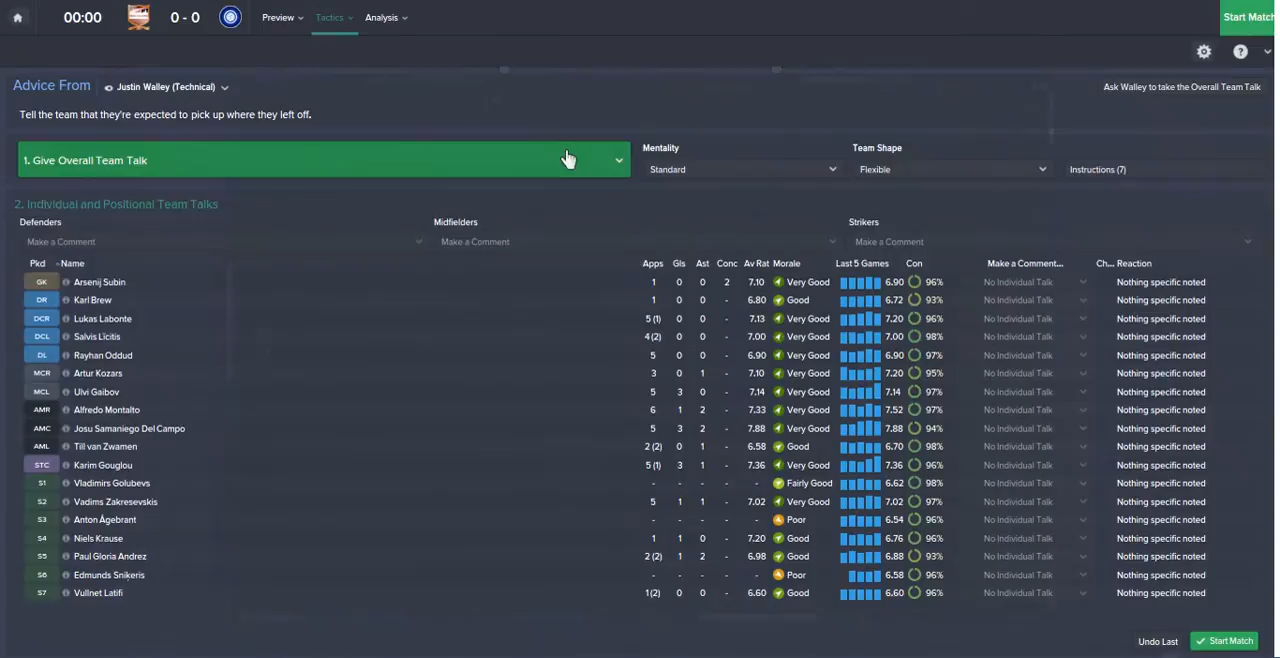 00:00 0 - 0 Preview Tactics Analysis Start Match
Advice From Justin Walley (Technical) Ask Walley to take the Overall Team Talk
Tell the team that they're expected to pick up where they left off.
Mentality Team Shape
1. Give Overall Team Talk Standard Flexible Instructions (7)
2. Individual and Positional Team Talks
Defenders Midfielders Strikers
Make a Comment Make a Comment Make a Comment
Pkd Name Apps Gls Ast Conc Av Rat Morale Last 5 Games Con Make a Comment... Ch... Reaction
GK Arsenij Subin 1 0 0 2 7.10 Very Good 6.90 96% No Individual Talk Nothing specific noted
DR Karl Brew 1 0 0 - 6.80 Good 6.72 93% No Individual Talk Nothing specific noted
DCR Lukas Labonte 5 (1) 0 0 - 7.13 Very Good 7.20 96% No Individual Talk Nothing specific noted
DCL Salvis Licitis 4 (2) 0 0 - 7.00 Very Good 7.00 98% No Individual Talk Nothing specific noted
DL Rayhan Oddud 5 0 0 - 6.90 Very Good 6.90 97% No Individual Talk Nothing specific noted
MCR Artur Kozars 3 0 1 - 7.10 Very Good 7.20 95% No Individual Talk Nothing specific noted
MCL Ulvi Gaibov 5 3 0 - 7.14 Very Good 7.14 97% No Individual Talk Nothing specific noted
AMR Alfredo Montalto 6 1 2 - 7.33 Very Good 7.52 97% No Individual Talk Nothing specific noted
AMC Josu Samaniego Del Campo 5 3 2 - 7.88 Very Good 7.88 94% No Individual Talk Nothing specific noted
AML Till van Zwamen 2 (2) 0 1 - 6.58 Good 6.70 98% No Individual Talk Nothing specific noted
STC Karim Gouglou 5 (1) 3 1 - 7.36 Very Good 7.36 96% No Individual Talk Nothing specific noted
S1 Vladimirs Golubevs - - - - - Fairly Good 6.62 98% No Individual Talk Nothing specific noted
S2 Vadims Zakresevskis 5 1 1 - 7.02 Very Good 7.02 97% No Individual Talk Nothing specific noted
S3 Anton Ågebrant - - - - - Poor 6.54 96% No Individual Talk Nothing specific noted
S4 Niels Krause 1 1 0 - 7.20 Good 6.76 96% No Individual Talk Nothing specific noted
S5 Paul Gloria Andrez 2 (2) 1 2 - 6.98 Good 6.88 93% No Individual Talk Nothing specific noted
S6 Edmunds Sniķeris - - - - - Poor 6.58 96% No Individual Talk Nothing specific noted
S7 Vullnet Latifi 1 (2) 0 0 - 6.60 Good 6.60 96% No Individual Talk Nothing specific noted
Undo Last Start Match